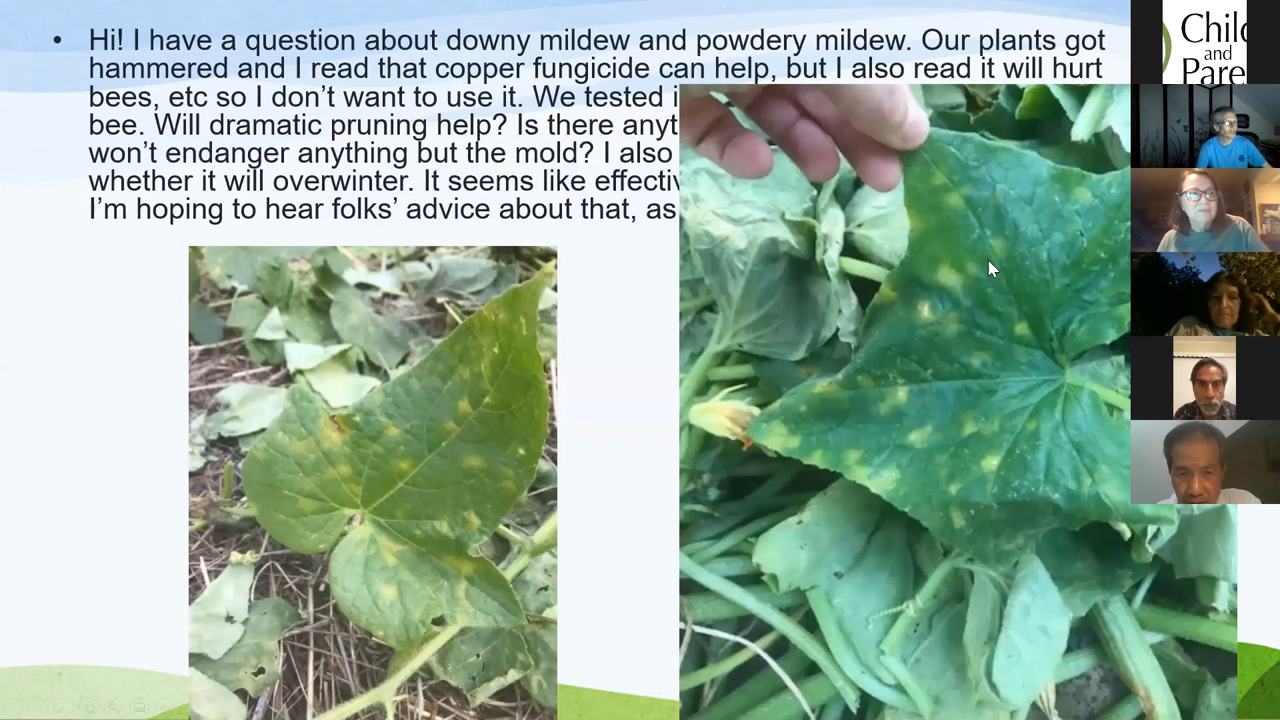 • Hi! I have a question about downy mildew and powdery mildew. Our plants got
hammered and I read that copper fungicide can help, but I also read it will hurt
bees, etc so I don’t want to use it. We tested
bee. Will dramatic pruning help? Is there
won’t endanger anything but the mold? I also
whether it will overwinter. It seems like
I’m hoping to hear folks’ advice about that, as
Chil
and
Pare